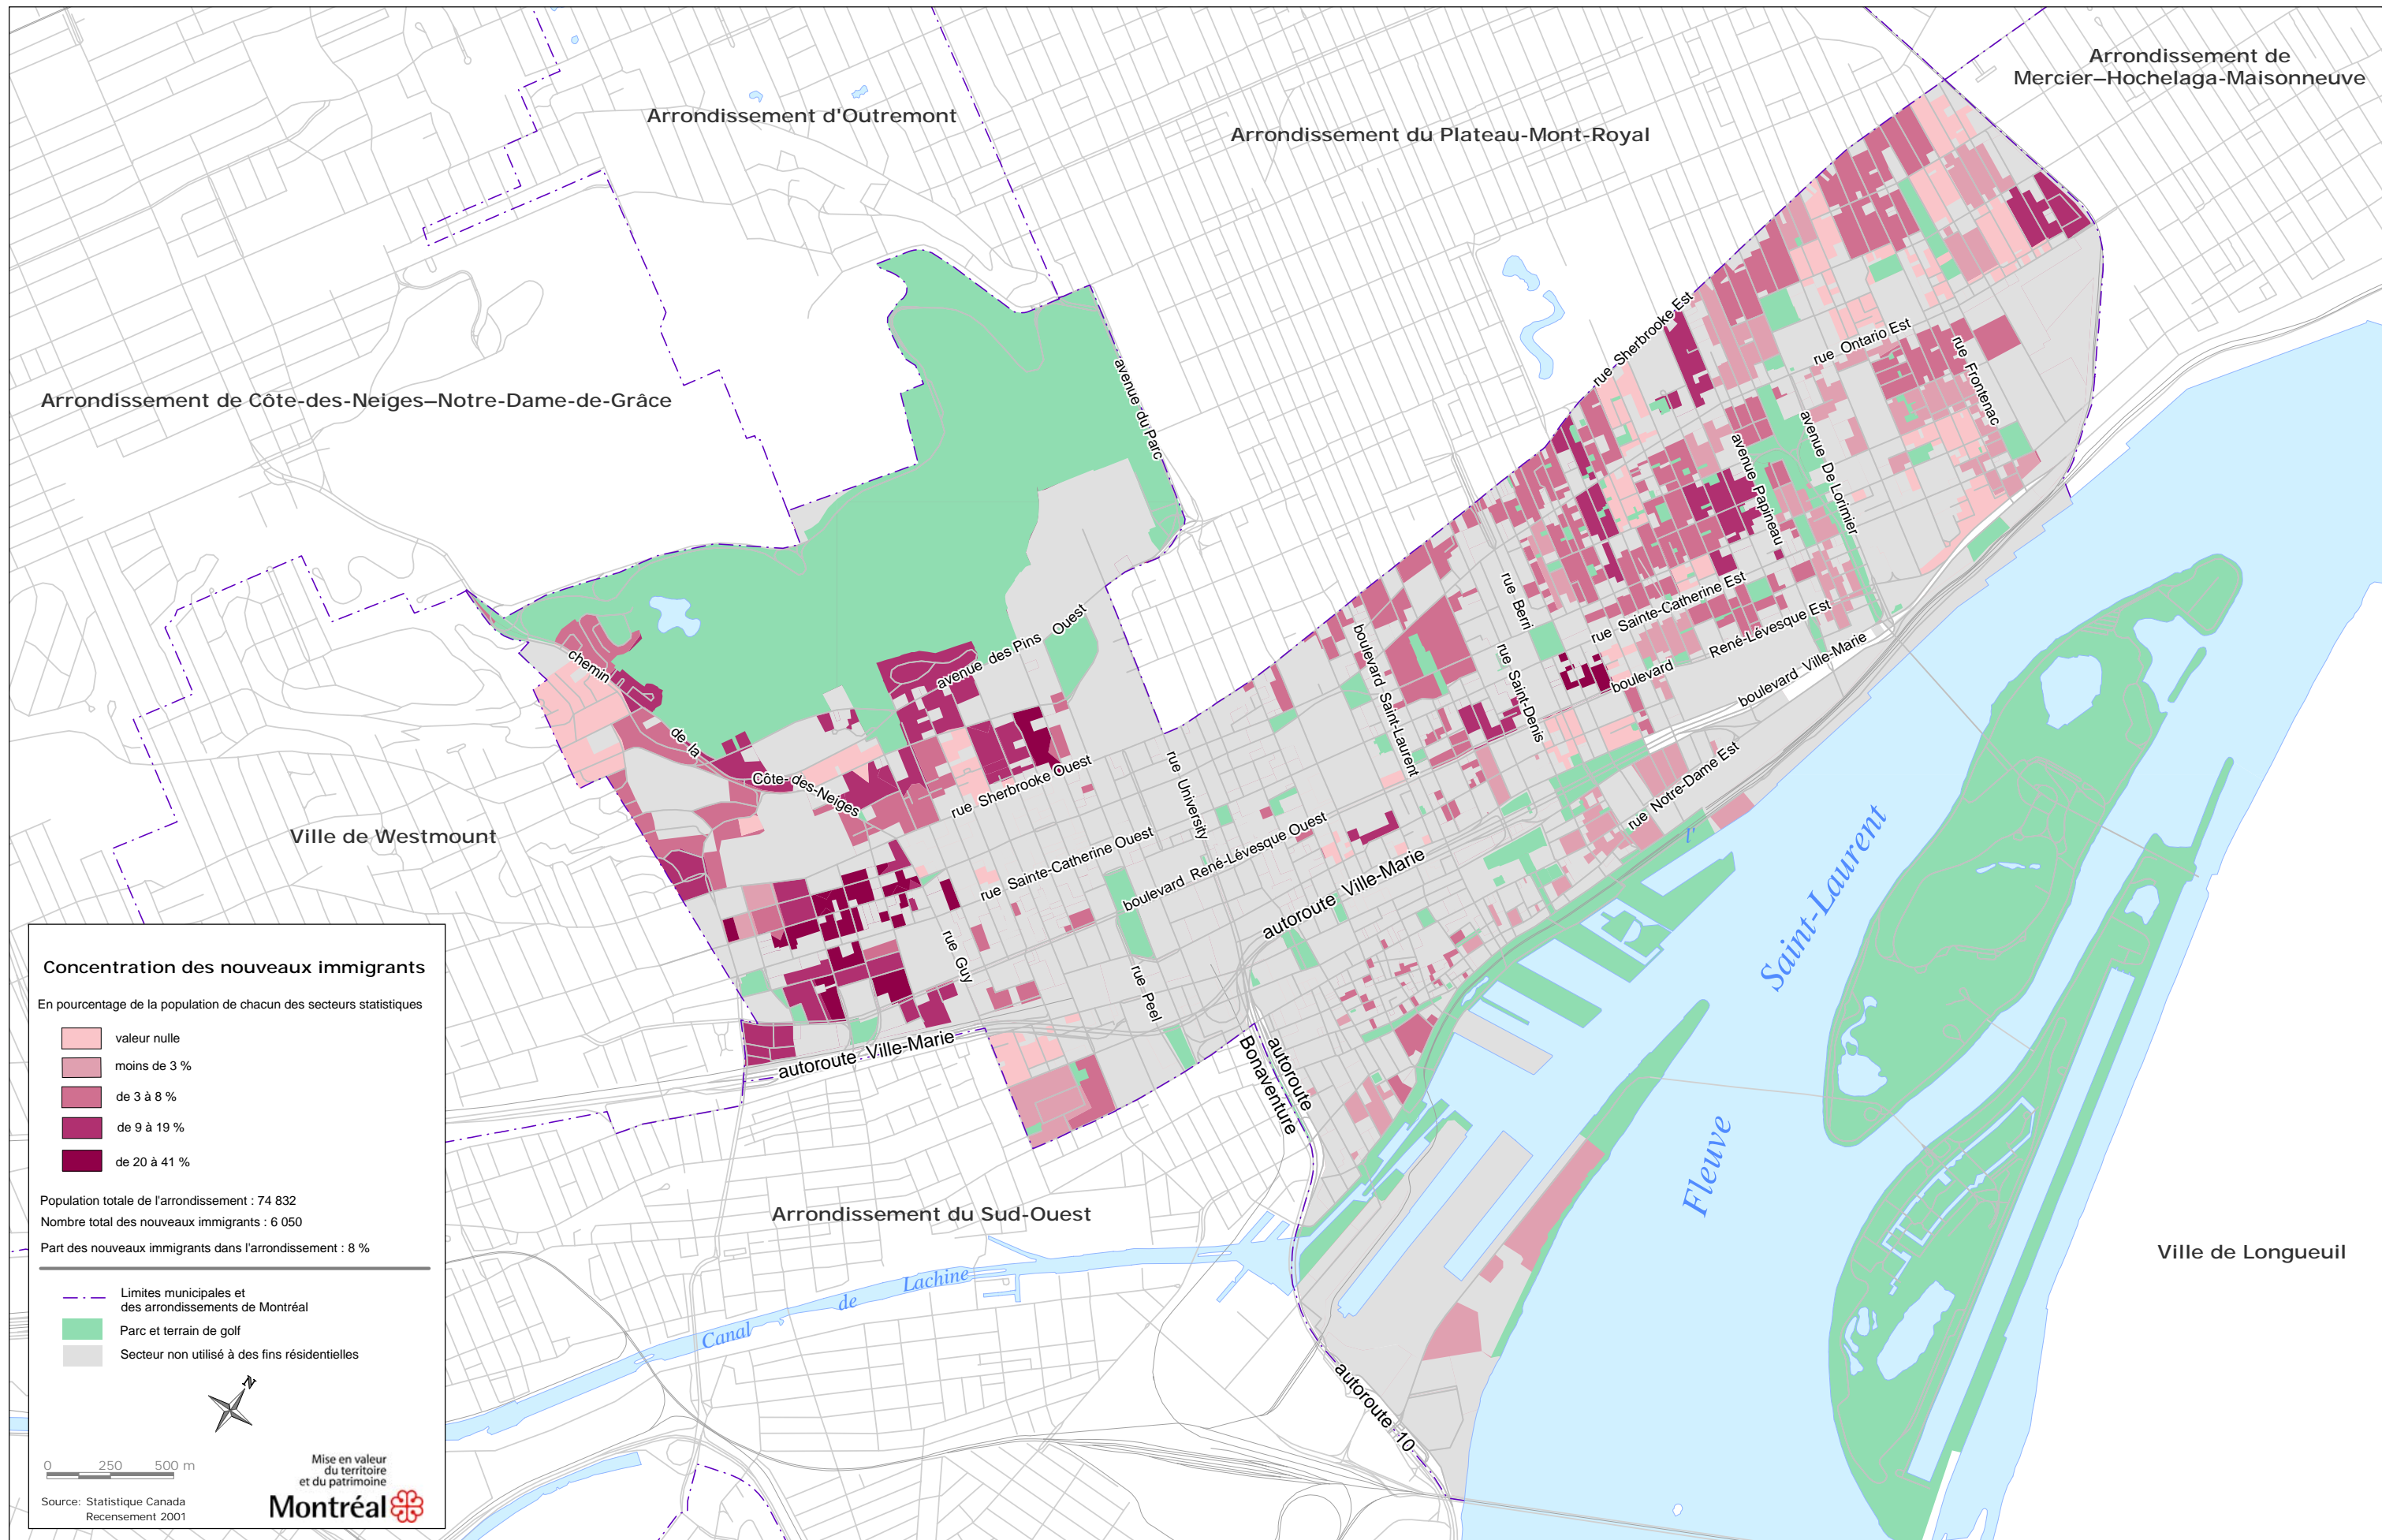 Arrondissement de
Mercier–Hochelaga-Maisonneuve
Arrondissement d'Outremont
Arrondissement du Plateau-Mont-Royal
Arrondissement de Côte-des-Neiges–Notre-Dame-de-Grâce
avenue du Parc
rue Sherbrooke Est
rue Ontario Est
rue Frontenac
avenue De Lorimier
avenue Papineau
rue Berri
rue Sainte-Catherine Est
boulevard René-Lévesque Est
boulevard Ville-Marie
boulevard Saint-Laurent
rue Saint-Denis
rue Notre-Dame Est
avenue des Pins Ouest
chemin de la Côte-des-Neiges
rue Sherbrooke Ouest
rue University
rue Sainte-Catherine Ouest
boulevard René-Lévesque Ouest
autoroute Ville-Marie
rue Guy
rue Peel
autoroute Ville-Marie
autoroute
Bonaventure
autoroute 10
Ville de Westmount
Arrondissement du Sud-Ouest
Ville de Longueuil
Canal de Lachine
Fleuve Saint-Laurent
l'
Concentration des nouveaux immigrants
En pourcentage de la population de chacun des secteurs statistiques
valeur nulle
moins de 3 %
de 3 à 8 %
de 9 à 19 %
de 20 à 41 %
Population totale de l'arrondissement : 74 832
Nombre total des nouveaux immigrants : 6 050
Part des nouveaux immigrants dans l'arrondissement : 8 %
Limites municipales et
des arrondissements de Montréal
Parc et terrain de golf
Secteur non utilisé à des fins résidentielles
N
0 250 500 m
Source: Statistique Canada
Recensement 2001
Mise en valeur
du territoire
et du patrimoine
Montréal